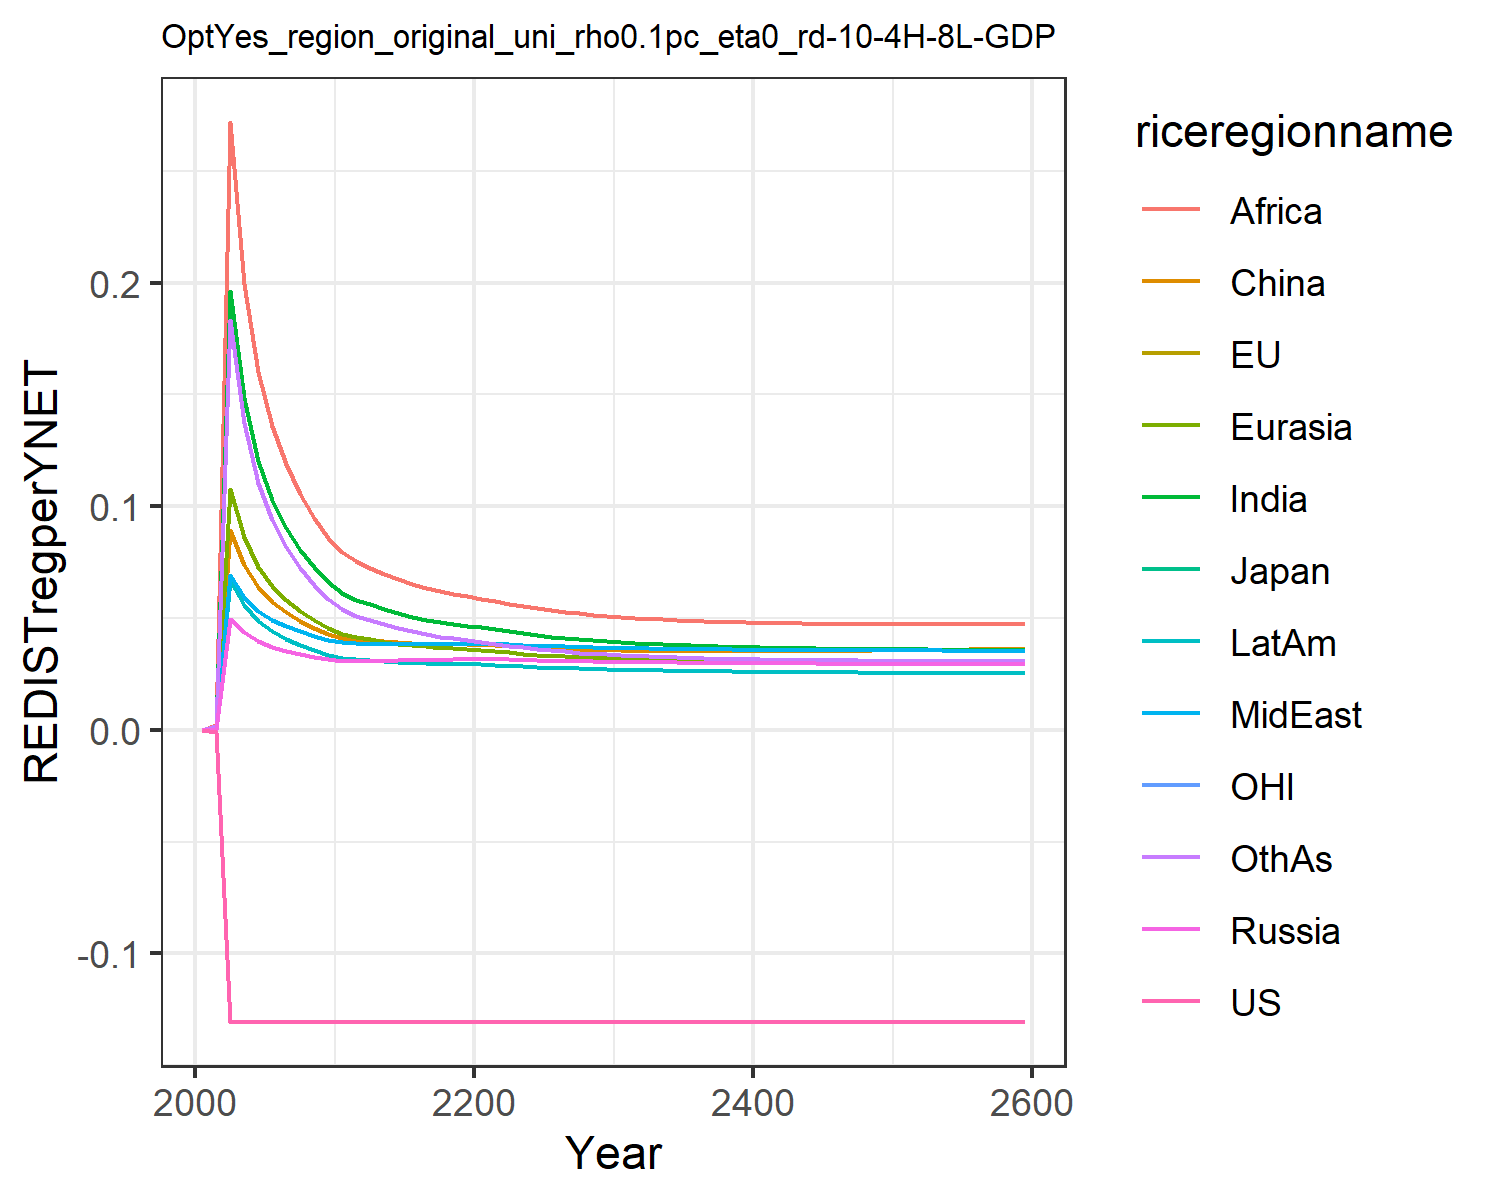 OptYes_region_original_uni_rho0.1pc_eta0_rd-10-4H-8L-GDP
REDISTregperYNET
0.2
0.1
0.0
-0.1
2000
2200
2400
2600
Year
riceregionname
Africa
China
EU
Eurasia
India
Japan
LatAm
MidEast
OHI
OthAs
Russia
US